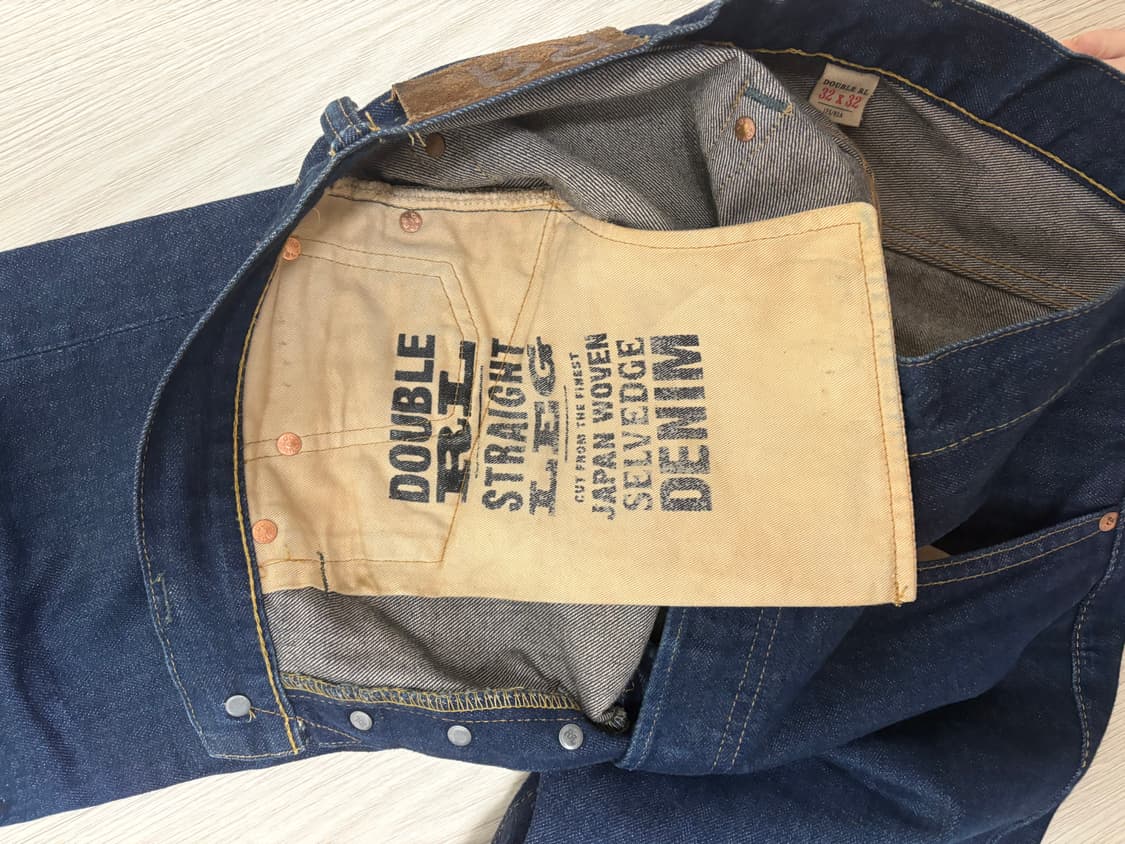 DOUBLE
RL
STRAIGHT
LEG
CUT FROM THE FINEST
JAPAN WOVEN
SELVEDGE
DENIM
DOUBLE RL
32 x 32